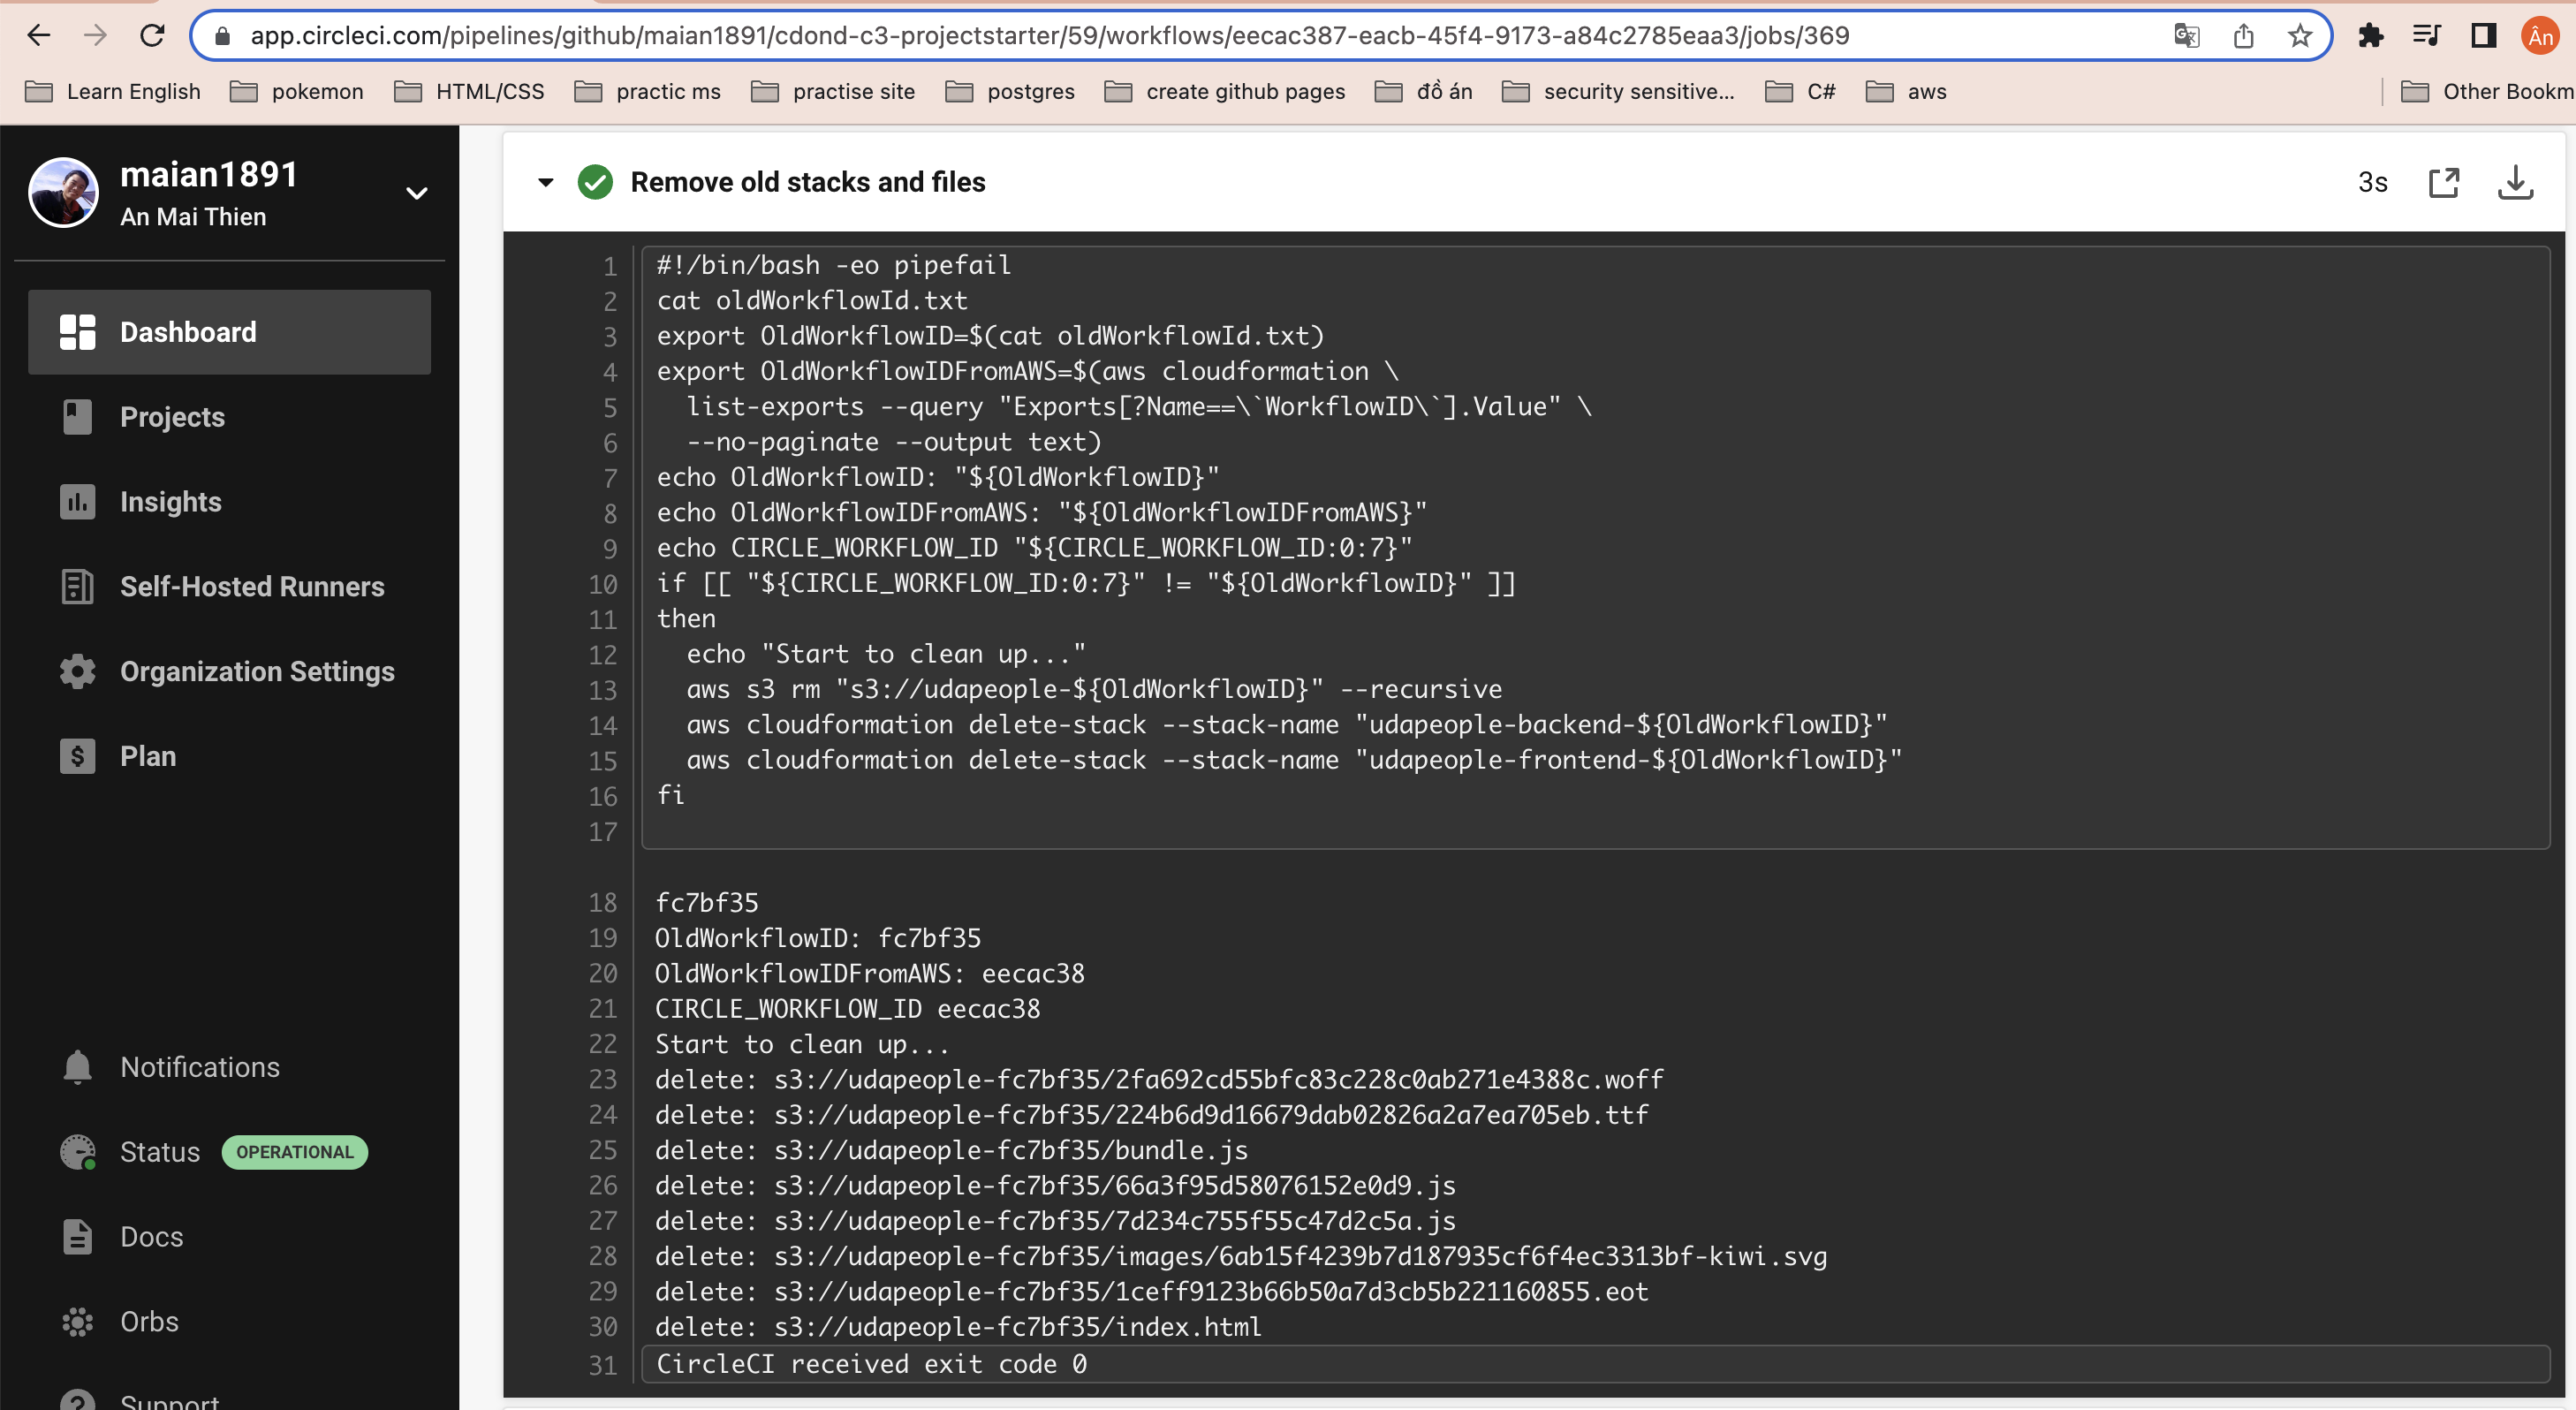 app.circleci.com/pipelines/github/maian1891/cdond-c3-projectstarter/59/workflows/eecac387-eacb-45f4-9173-a84c2785eaa3/jobs/369
Ân
Learn English
pokemon
HTML/CSS
practic ms
practise site
postgres
create github pages
đồ án
security sensitive...
C#
aws
Other Bookm
maian1891
An Mai Thien
Dashboard
Projects
Insights
Self-Hosted Runners
Organization Settings
Plan
Notifications
Status OPERATIONAL
Docs
Orbs
Support
Remove old stacks and files
3s
1 #!/bin/bash -eo pipefail
2 cat oldWorkflowId.txt
3 export OldWorkflowID=$(cat oldWorkflowId.txt)
4 export OldWorkflowIDFromAWS=$(aws cloudformation \
5 list-exports --query "Exports[?Name==\`WorkflowID\`].Value" \
6 --no-paginate --output text)
7 echo OldWorkflowID: "${OldWorkflowID}"
8 echo OldWorkflowIDFromAWS: "${OldWorkflowIDFromAWS}"
9 echo CIRCLE_WORKFLOW_ID "${CIRCLE_WORKFLOW_ID:0:7}"
10 if [[ "${CIRCLE_WORKFLOW_ID:0:7}" != "${OldWorkflowID}" ]]
11 then
12 echo "Start to clean up..."
13 aws s3 rm "s3://udapeople-${OldWorkflowID}" --recursive
14 aws cloudformation delete-stack --stack-name "udapeople-backend-${OldWorkflowID}"
15 aws cloudformation delete-stack --stack-name "udapeople-frontend-${OldWorkflowID}"
16 fi
17
18 fc7bf35
19 OldWorkflowID: fc7bf35
20 OldWorkflowIDFromAWS: eecac38
21 CIRCLE_WORKFLOW_ID eecac38
22 Start to clean up...
23 delete: s3://udapeople-fc7bf35/2fa692cd55bfc83c228c0ab271e4388c.woff
24 delete: s3://udapeople-fc7bf35/224b6d9d16679dab02826a2a7ea705eb.ttf
25 delete: s3://udapeople-fc7bf35/bundle.js
26 delete: s3://udapeople-fc7bf35/66a3f95d58076152e0d9.js
27 delete: s3://udapeople-fc7bf35/7d234c755f55c47d2c5a.js
28 delete: s3://udapeople-fc7bf35/images/6ab15f4239b7d187935cf6f4ec3313bf-kiwi.svg
29 delete: s3://udapeople-fc7bf35/1ceff9123b66b50a7d3cb5b221160855.eot
30 delete: s3://udapeople-fc7bf35/index.html
31 CircleCI received exit code 0